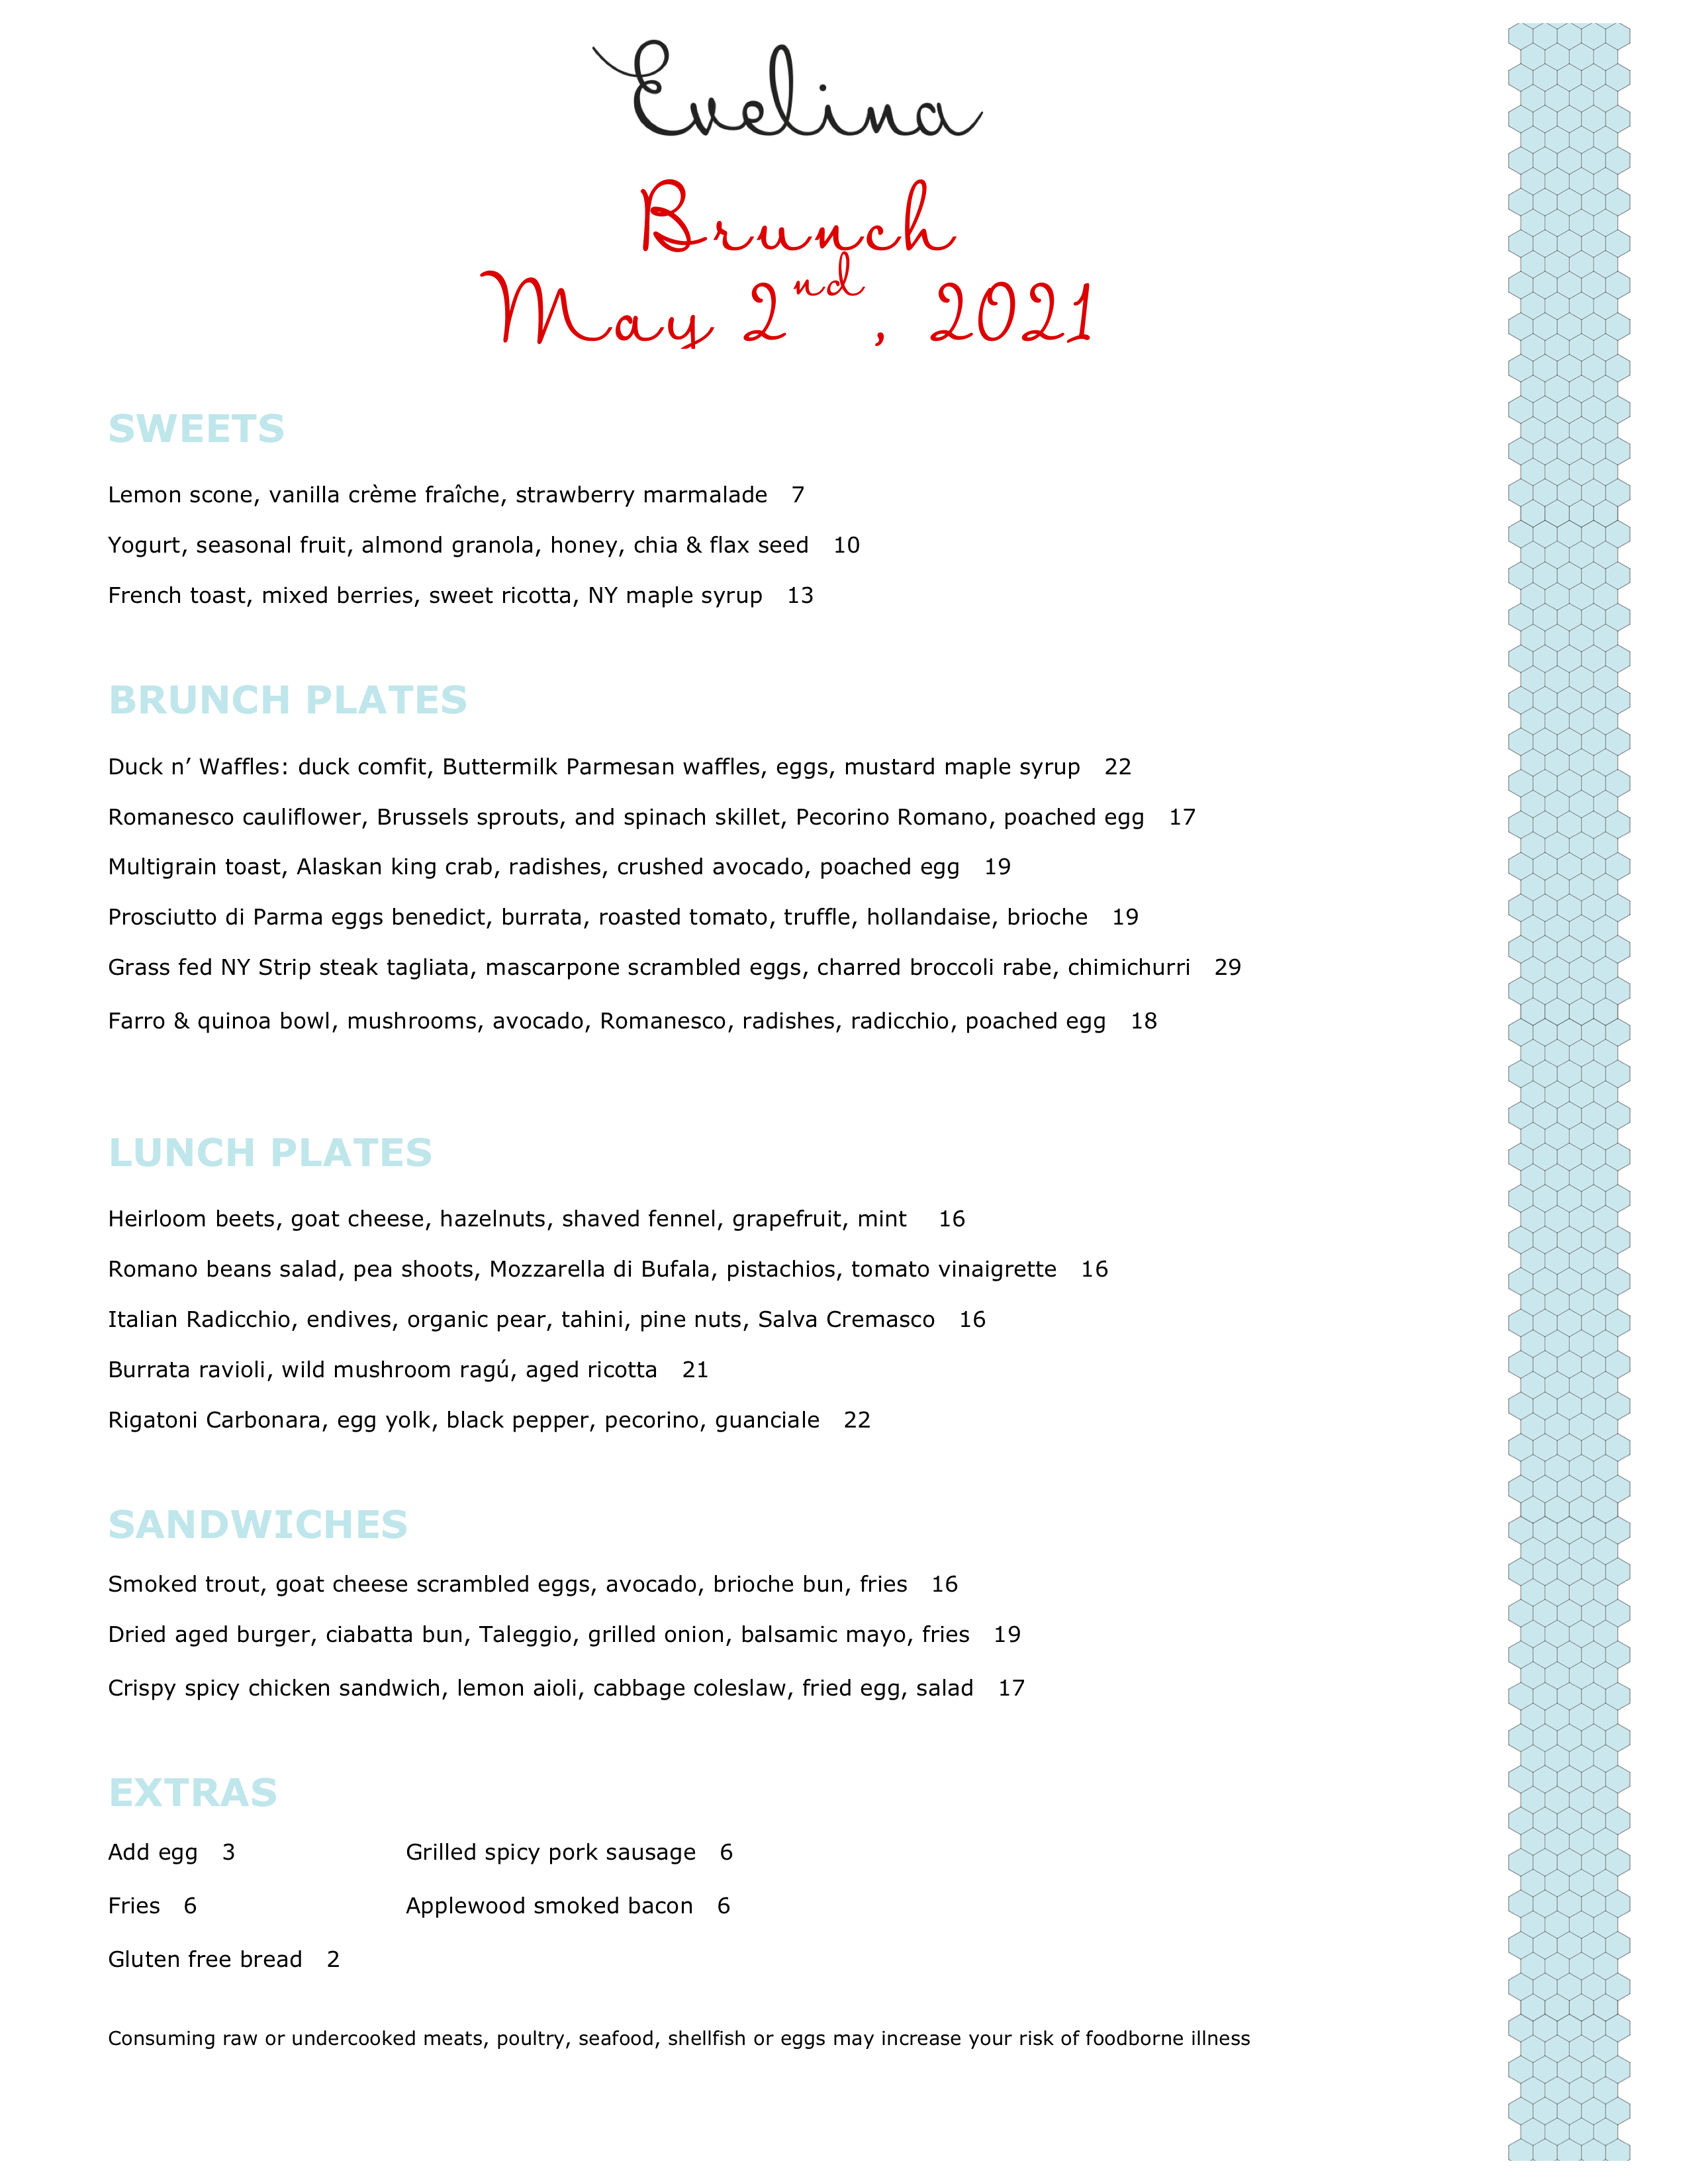 Evelina
Brunch
May 2nd, 2021
SWEETS
Lemon scone, vanilla crème fraîche, strawberry marmalade 7
Yogurt, seasonal fruit, almond granola, honey, chia & flax seed 10
French toast, mixed berries, sweet ricotta, NY maple syrup 13
BRUNCH PLATES
Duck n’ Waffles: duck comfit, Buttermilk Parmesan waffles, eggs, mustard maple syrup 22
Romanesco cauliflower, Brussels sprouts, and spinach skillet, Pecorino Romano, poached egg 17
Multigrain toast, Alaskan king crab, radishes, crushed avocado, poached egg 19
Prosciutto di Parma eggs benedict, burrata, roasted tomato, truffle, hollandaise, brioche 19
Grass fed NY Strip steak tagliata, mascarpone scrambled eggs, charred broccoli rabe, chimichurri 29
Farro & quinoa bowl, mushrooms, avocado, Romanesco, radishes, radicchio, poached egg 18
LUNCH PLATES
Heirloom beets, goat cheese, hazelnuts, shaved fennel, grapefruit, mint 16
Romano beans salad, pea shoots, Mozzarella di Bufala, pistachios, tomato vinaigrette 16
Italian Radicchio, endives, organic pear, tahini, pine nuts, Salva Cremasco 16
Burrata ravioli, wild mushroom ragú, aged ricotta 21
Rigatoni Carbonara, egg yolk, black pepper, pecorino, guanciale 22
SANDWICHES
Smoked trout, goat cheese scrambled eggs, avocado, brioche bun, fries 16
Dried aged burger, ciabatta bun, Taleggio, grilled onion, balsamic mayo, fries 19
Crispy spicy chicken sandwich, lemon aioli, cabbage coleslaw, fried egg, salad 17
EXTRAS
Add egg 3 Grilled spicy pork sausage 6
Fries 6 Applewood smoked bacon 6
Gluten free bread 2
Consuming raw or undercooked meats, poultry, seafood, shellfish or eggs may increase your risk of foodborne illness